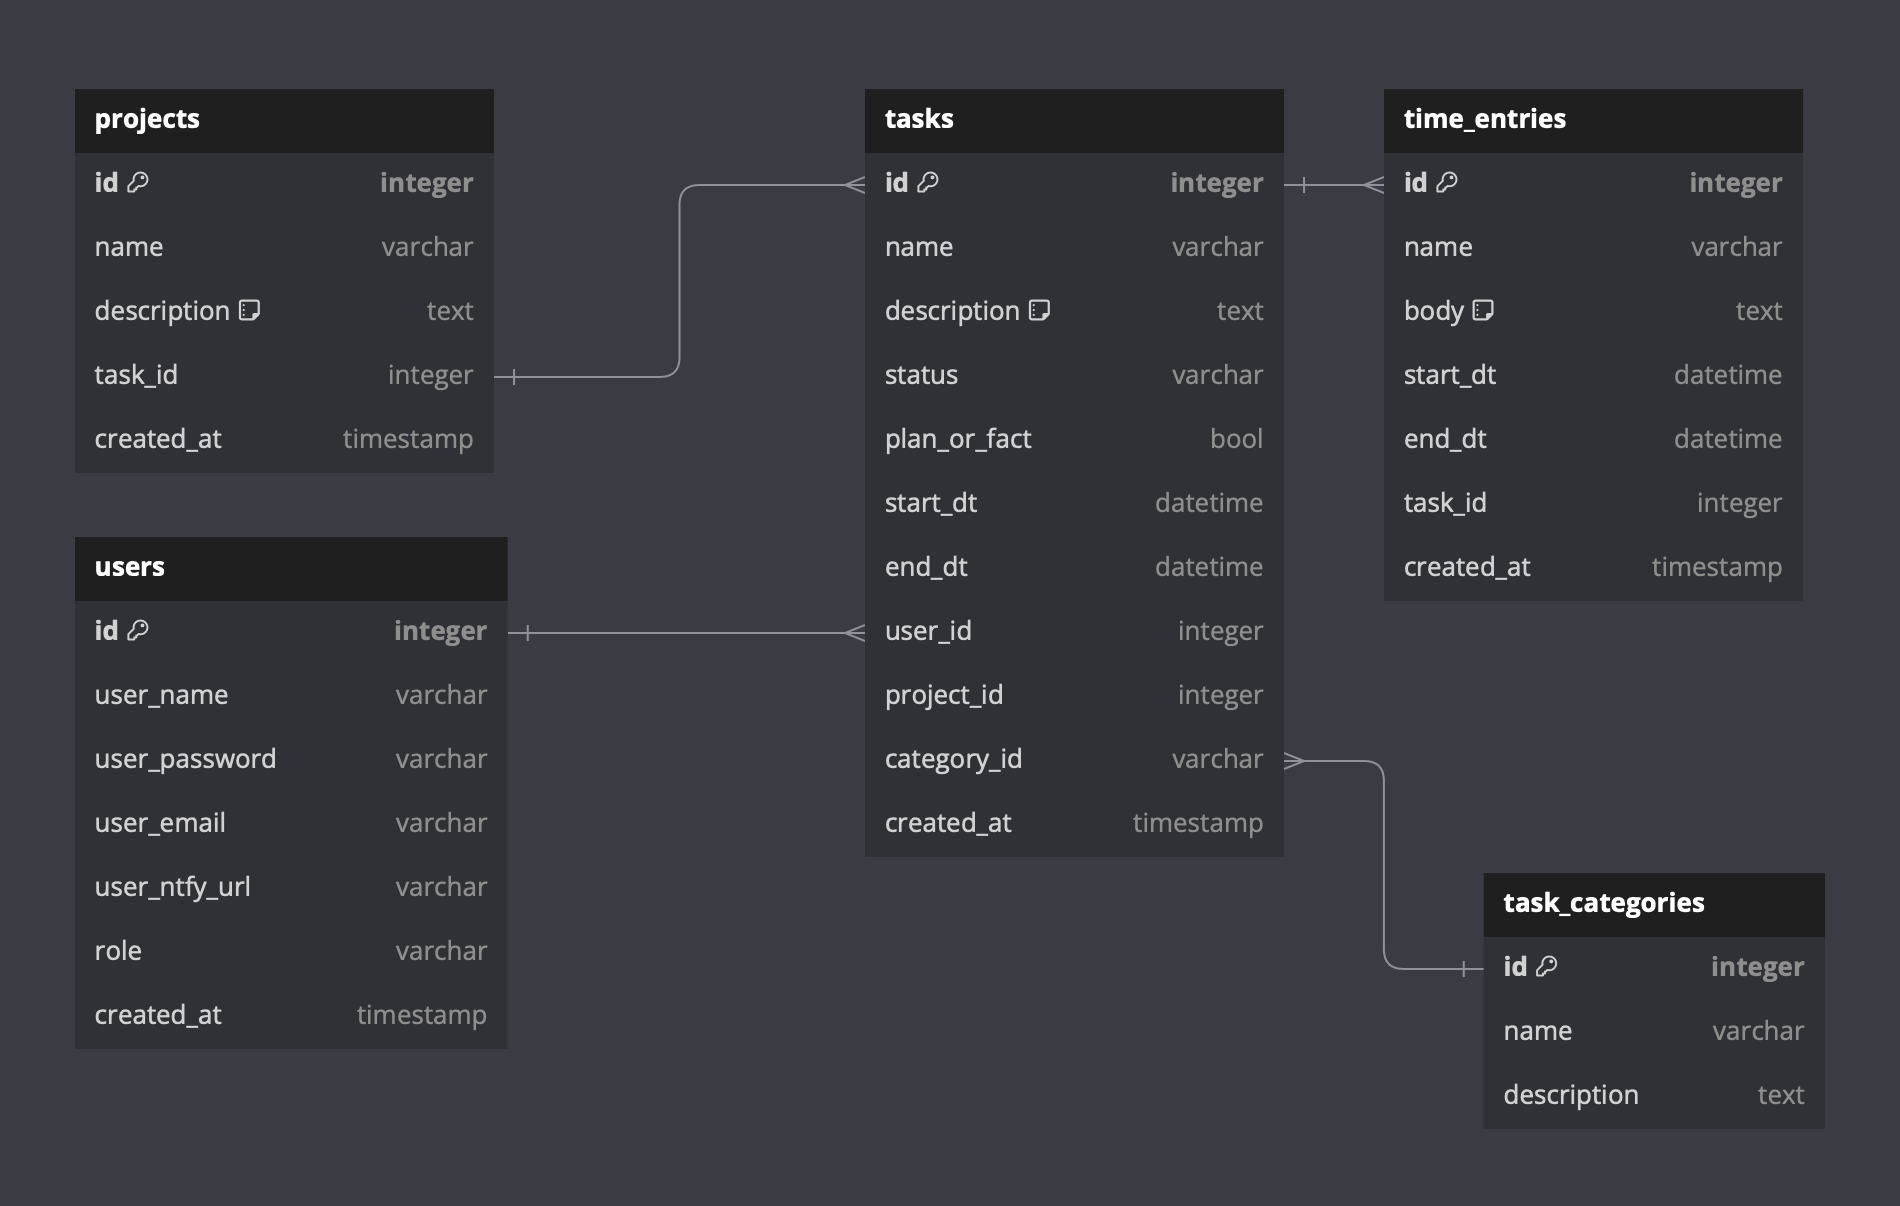 projects
id integer
name varchar
description text
task_id integer
created_at timestamp
users
id integer
user_name varchar
user_password varchar
user_email varchar
user_ntfy_url varchar
role varchar
created_at timestamp
tasks
id integer
name varchar
description text
status varchar
plan_or_fact bool
start_dt datetime
end_dt datetime
user_id integer
project_id integer
category_id varchar
created_at timestamp
time_entries
id integer
name varchar
body text
start_dt datetime
end_dt datetime
task_id integer
created_at timestamp
task_categories
id integer
name varchar
description text